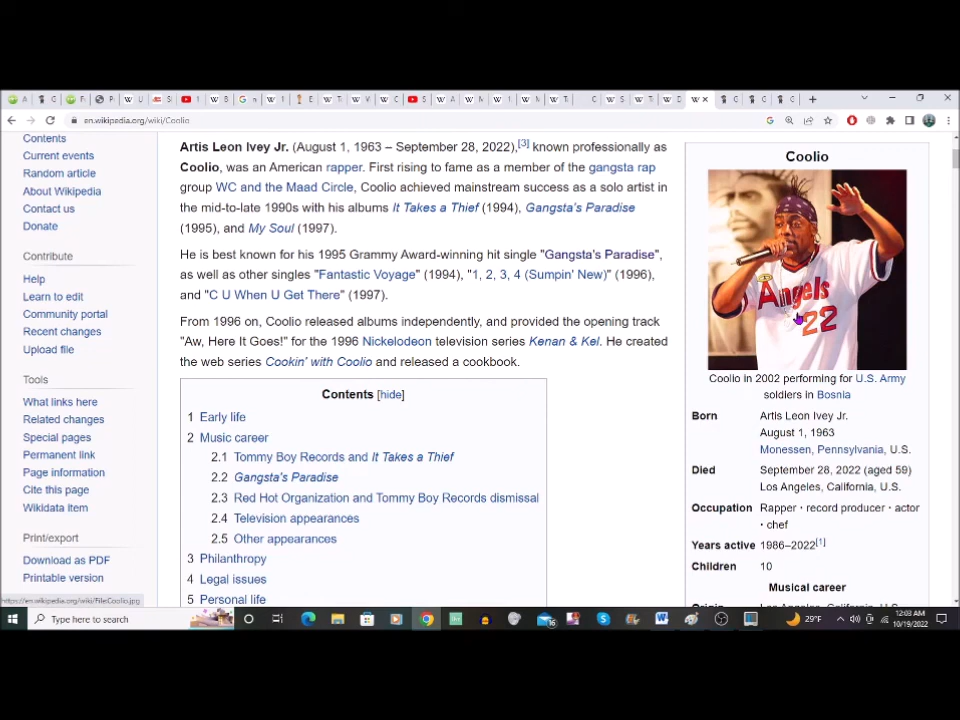 en.wikipedia.org/wiki/Coolio
Contents
Current events
Random article
About Wikipedia
Contact us
Donate
Contribute
Help
Learn to edit
Community portal
Recent changes
Upload file
Tools
What links here
Related changes
Special pages
Permanent link
Page information
Cite this page
Wikidata item
Print/export
Download as PDF
Printable version
Artis Leon Ivey Jr. (August 1, 1963 – September 28, 2022),[3] known professionally as
Coolio, was an American rapper. First rising to fame as a member of the gangsta rap
group WC and the Maad Circle, Coolio achieved mainstream success as a solo artist in
the mid-to-late 1990s with his albums It Takes a Thief (1994), Gangsta's Paradise
(1995), and My Soul (1997).
He is best known for his 1995 Grammy Award-winning hit single "Gangsta's Paradise",
as well as other singles "Fantastic Voyage" (1994), "1, 2, 3, 4 (Sumpin' New)" (1996),
and "C U When U Get There" (1997).
From 1996 on, Coolio released albums independently, and provided the opening track
"Aw, Here It Goes!" for the 1996 Nickelodeon television series Kenan & Kel. He created
the web series Cookin' with Coolio and released a cookbook.
Contents [hide]
1 Early life
2 Music career
2.1 Tommy Boy Records and It Takes a Thief
2.2 Gangsta's Paradise
2.3 Red Hot Organization and Tommy Boy Records dismissal
2.4 Television appearances
2.5 Other appearances
3 Philanthropy
4 Legal issues
5 Personal life
Coolio
Angels
22
Coolio in 2002 performing for U.S. Army
soldiers in Bosnia
Born Artis Leon Ivey Jr.
August 1, 1963
Monessen, Pennsylvania, U.S.
Died September 28, 2022 (aged 59)
Los Angeles, California, U.S.
Occupation Rapper · record producer · actor
· chef
Years active 1986–2022[1]
Children 10
Musical career
Origin Los Angeles, California, U.S.
https://en.wikipedia.org/wiki/File:Coolio.jpg
Type here to search
16
29°F
12:03 AM
10/19/2022